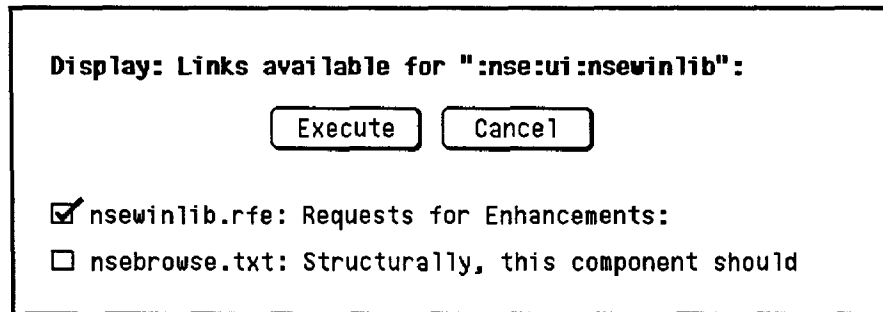 Display: Links available for ":nse:ui:nsewinlib":
Execute Cancel
nsewinlib.rfe: Requests for Enhancements:
nsebrowse.txt: Structurally, this component should